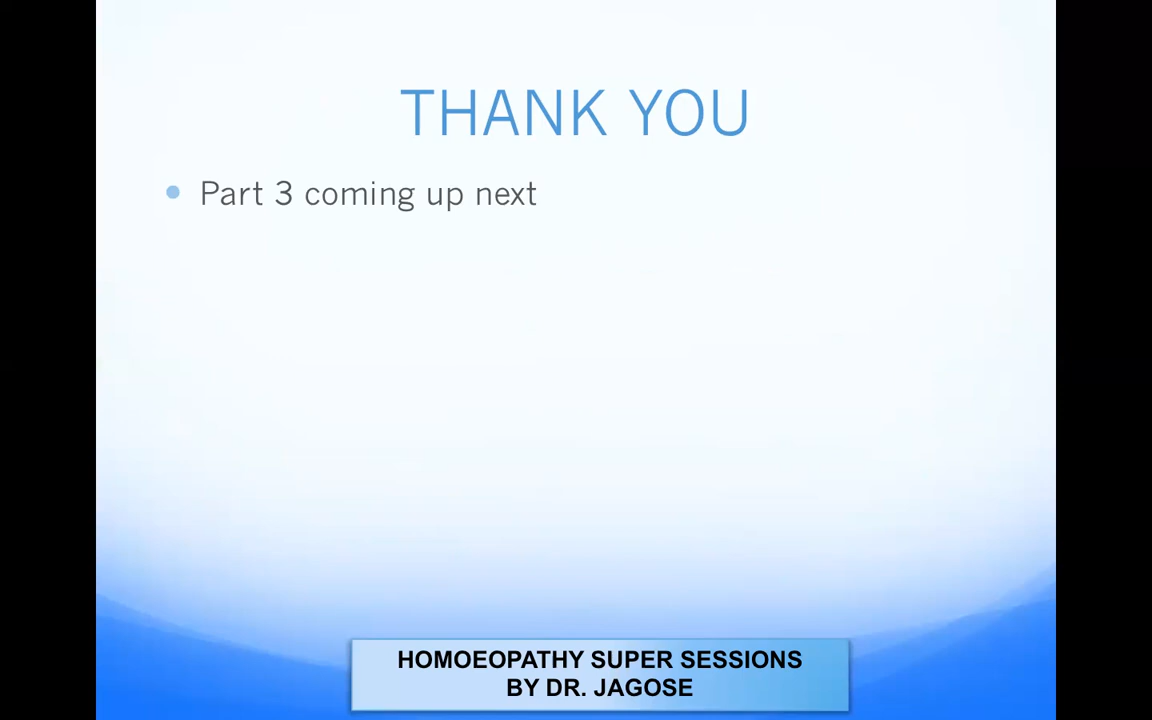 THANK YOU
Part 3 coming up next
HOMOEOPATHY SUPER SESSIONS
BY DR. JAGOSE